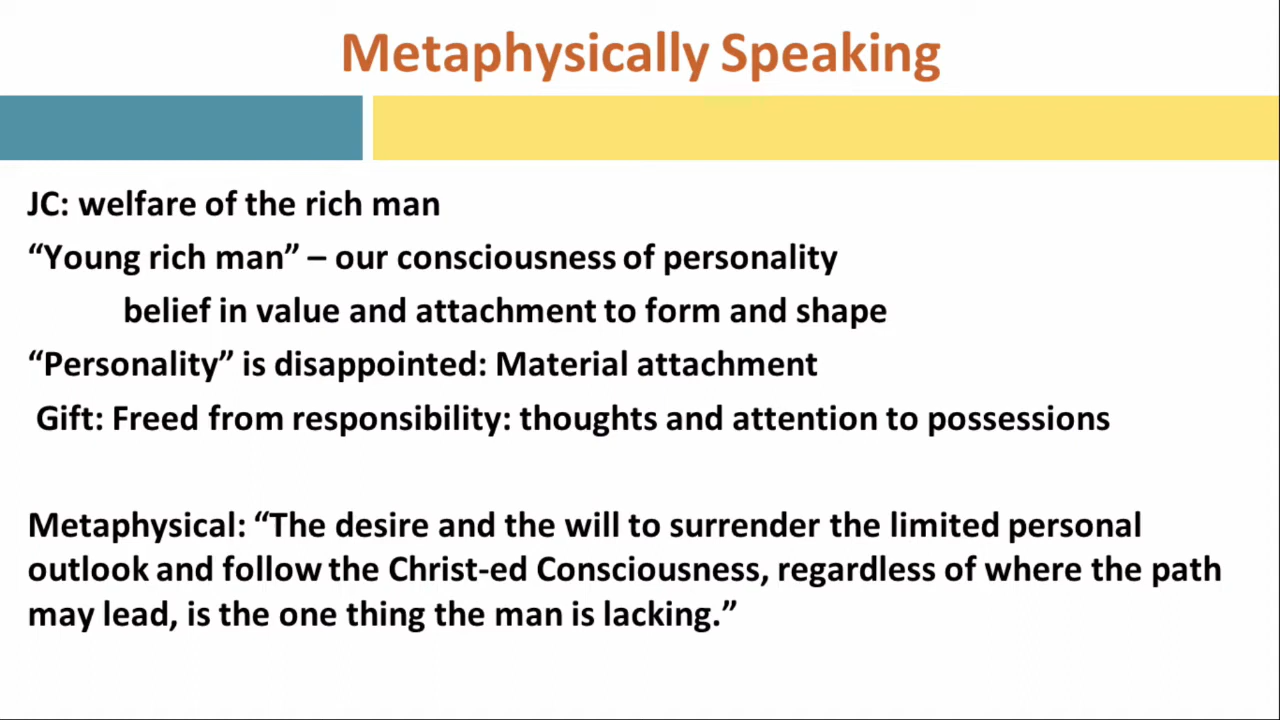 Metaphysically Speaking
JC: welfare of the rich man
“Young rich man” – our consciousness of personality
belief in value and attachment to form and shape
“Personality” is disappointed: Material attachment
Gift: Freed from responsibility: thoughts and attention to possessions
Metaphysical: “The desire and the will to surrender the limited personal
outlook and follow the Christ-ed Consciousness, regardless of where the path
may lead, is the one thing the man is lacking.”